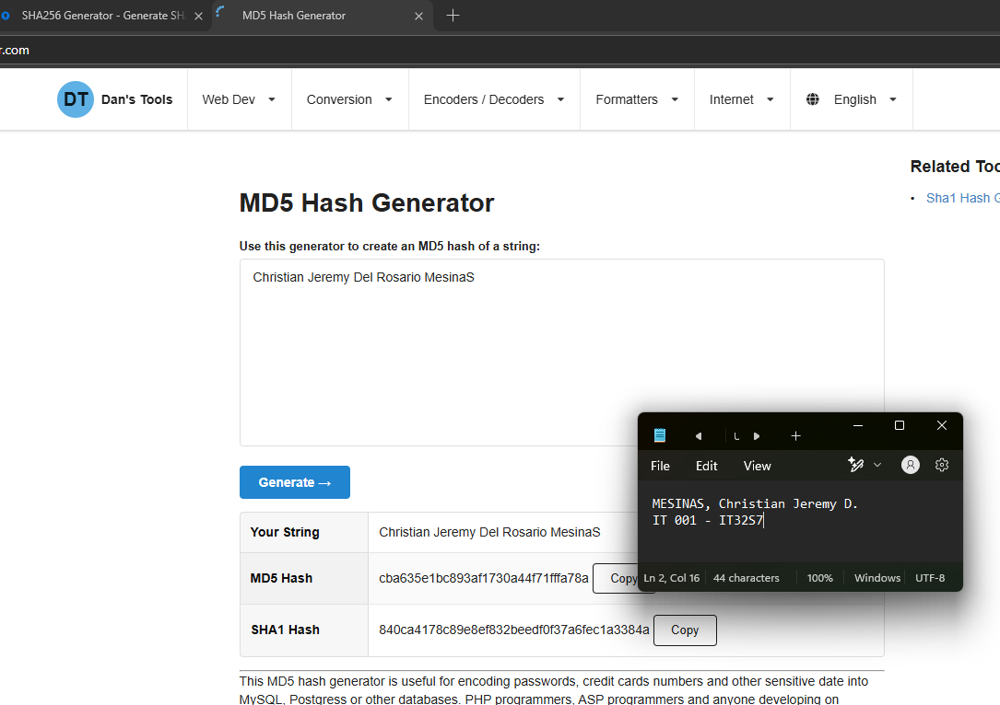 SHA256 Generator - Generate SH
MD5 Hash Generator
r.com
DT Dan's Tools Web Dev Conversion Encoders / Decoders Formatters Internet English
Related Too
• Sha1 Hash G
MD5 Hash Generator
Use this generator to create an MD5 hash of a string:
Christian Jeremy Del Rosario MesinaS
Generate →
Your String Christian Jeremy Del Rosario MesinaS
MD5 Hash cba635e1bc893af1730a44f71fffa78a Copy
SHA1 Hash 840ca4178c89e8ef832beedf0f37a6fec1a3384a Copy
This MD5 hash generator is useful for encoding passwords, credit cards numbers and other sensitive date into
MySQL, Postgress or other databases. PHP programmers, ASP programmers and anyone developing on
File Edit View
MESINAS, Christian Jeremy D.
IT 001 - IT32S7
Ln 2, Col 16 44 characters 100% Windows UTF-8